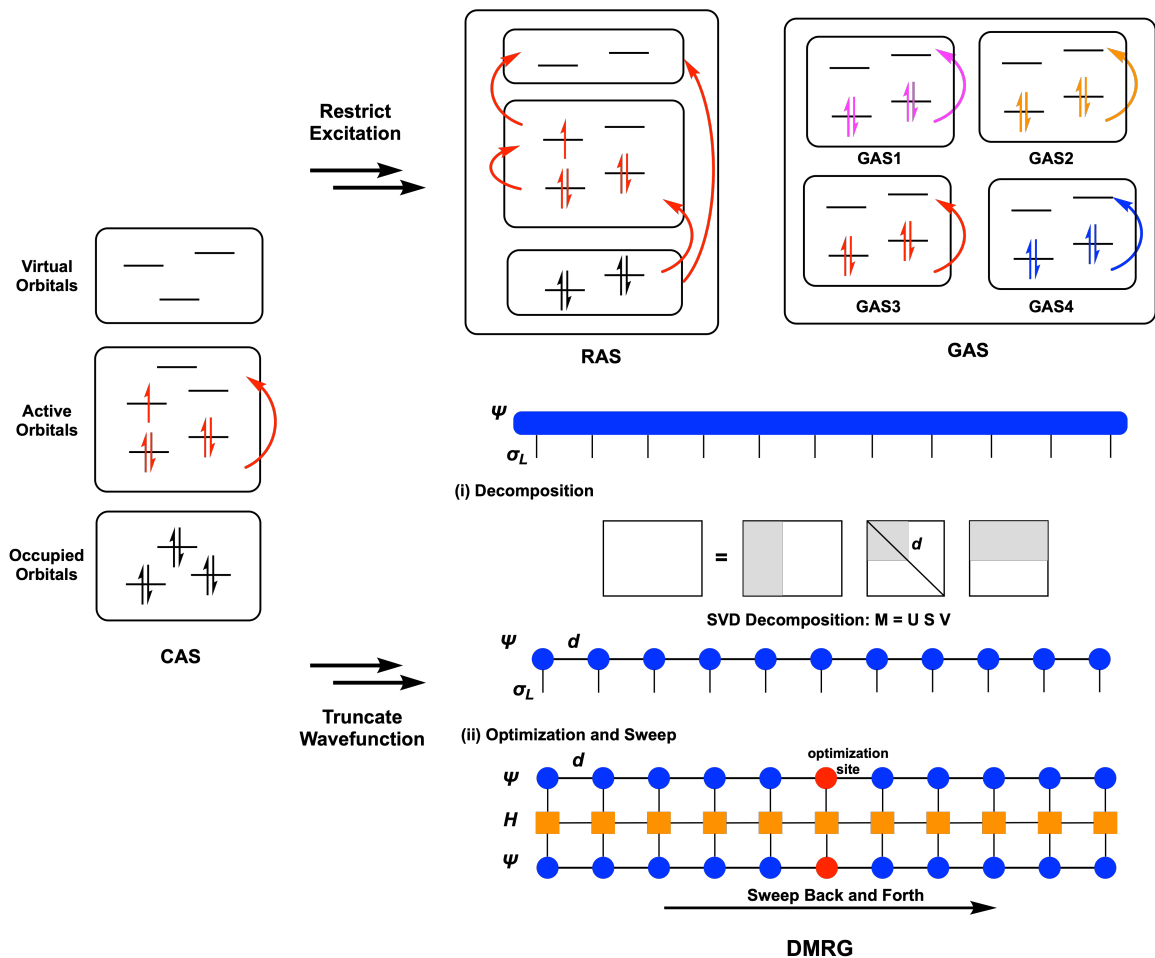 Restrict
Excitation
GAS1
GAS2
GAS3
GAS4
RAS
GAS
Virtual
Orbitals
Active
Orbitals
Occupied
Orbitals
CAS
Ψ
σL
(i) Decomposition
=
d
SVD Decomposition: M = U S V
Ψ
d
σL
Truncate
Wavefunction
(ii) Optimization and Sweep
optimization
site
d
Ψ
H
Ψ
Sweep Back and Forth
DMRG